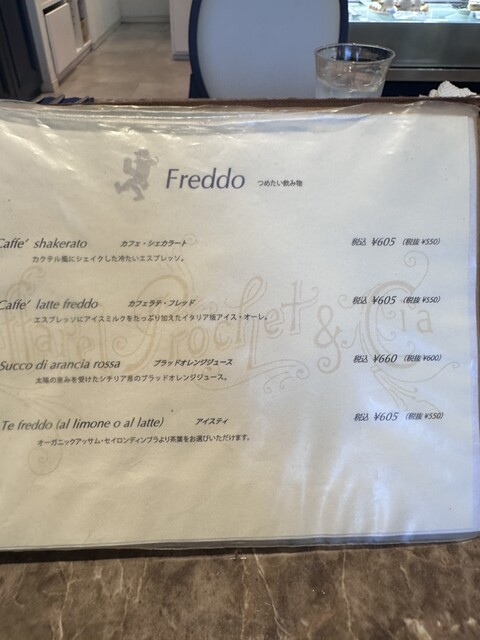 Freddo つめたい飲み物
Caffe' shakerato カフェ・シェカラート 税込 ¥605 (税抜 ¥550)
カクテル風にシェイクした冷たいエスプレッソ。
Caffe' latte freddo カフェラテ・フレッド 税込 ¥605 (税抜 ¥550)
エスプレッソにアイスミルクをたっぷり加えたイタリア版アイス・オーレ。
Succo di arancia rossa ブラッドオレンジジュース 税込 ¥660 (税抜 ¥600)
太陽の恵みを受けたシチリア産のブラッドオレンジジュース。
Te freddo (al limone o al latte) アイスティ 税込 ¥605 (税抜 ¥550)
オーガニックアッサム・セイロンディンブラより茶葉をお選びいただけます。
& Cia